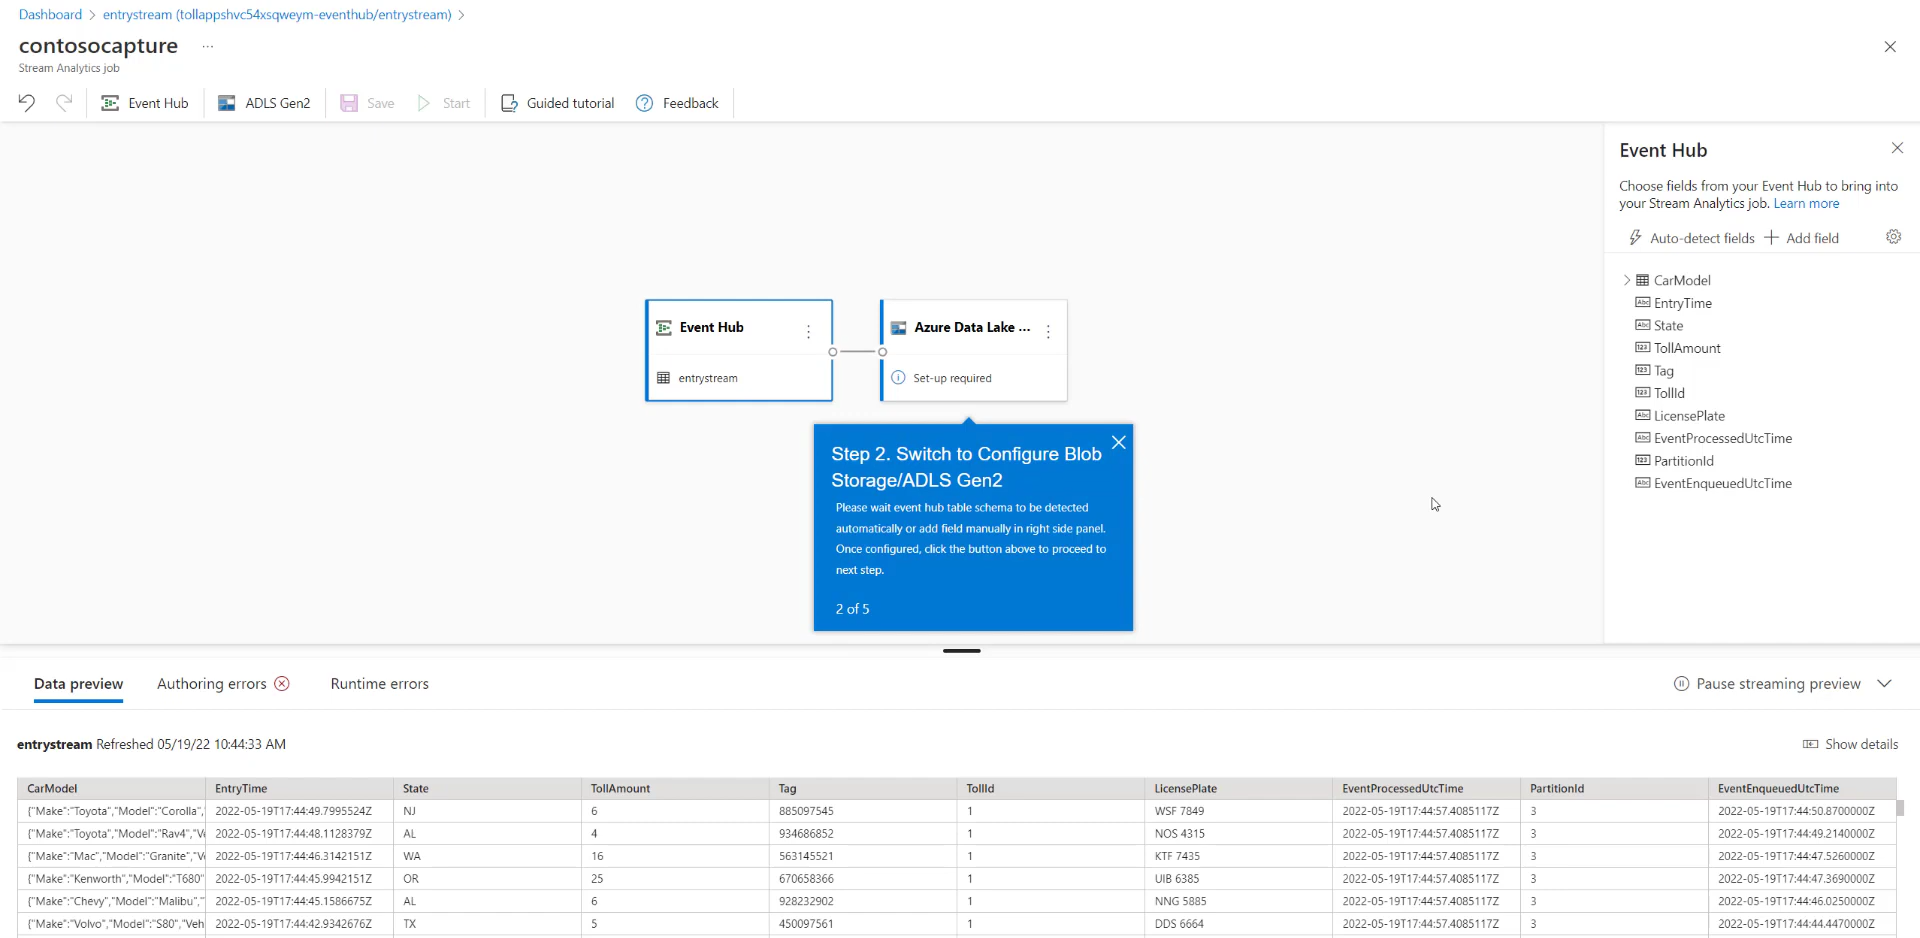 Dashboard > entrystream (tollappshvc54xsqweym-eventhub/entrystream) >
contosocapture ...
Stream Analytics job
Event Hub ADLS Gen2 Save Start Guided tutorial Feedback
Event Hub
Choose fields from your Event Hub to bring into
your Stream Analytics job. Learn more
Auto-detect fields Add field
CarModel
EntryTime
State
TollAmount
Tag
TollId
LicensePlate
EventProcessedUtcTime
PartitionId
EventEnqueuedUtcTime
Event Hub
entrystream
Azure Data Lake ...
Set-up required
Step 2. Switch to Configure Blob
Storage/ADLS Gen2
Please wait event hub table schema to be detected
automatically or add field manually in right side panel.
Once configured, click the button above to proceed to
next step.
2 of 5
Data preview Authoring errors Runtime errors Pause streaming preview
entrystream Refreshed 05/19/22 10:44:33 AM Show details
CarModel EntryTime State TollAmount Tag TollId LicensePlate EventProcessedUtcTime PartitionId EventEnqueuedUtcTime
{"Make":"Toyota","Model":"Corolla", 2022-05-19T17:44:49.7995524Z NJ 6 885097545 1 WSF 7849 2022-05-19T17:44:57.4085117Z 3 2022-05-19T17:44:50.8700000Z
{"Make":"Toyota","Model":"Rav4","Ve 2022-05-19T17:44:48.1128379Z AL 4 934686852 1 NOS 4315 2022-05-19T17:44:57.4085117Z 3 2022-05-19T17:44:49.2140000Z
{"Make":"Mac","Model":"Granite","Ve 2022-05-19T17:44:46.3142151Z WA 16 563145521 1 KTF 7435 2022-05-19T17:44:57.4085117Z 3 2022-05-19T17:44:47.5260000Z
{"Make":"Kenworth","Model":"T680" 2022-05-19T17:44:45.9942151Z OR 25 670658366 1 UIB 6385 2022-05-19T17:44:57.4085117Z 3 2022-05-19T17:44:47.3690000Z
{"Make":"Chevy","Model":"Malibu"," 2022-05-19T17:44:45.1586675Z AL 6 928232902 1 NNG 5885 2022-05-19T17:44:57.4085117Z 3 2022-05-19T17:44:46.0250000Z
{"Make":"Volvo","Model":"S80","Veh 2022-05-19T17:44:42.9342676Z TX 5 450097561 1 DDS 6664 2022-05-19T17:44:57.4085117Z 3 2022-05-19T17:44:44.4470000Z